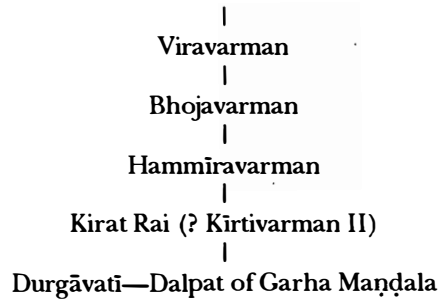 Viravarman
Bhojavarman
Hammīravarman
Kirat Rai (? Kīrtivarman II)
Durgāvatī—Dalpat of Garha Maṇḍala